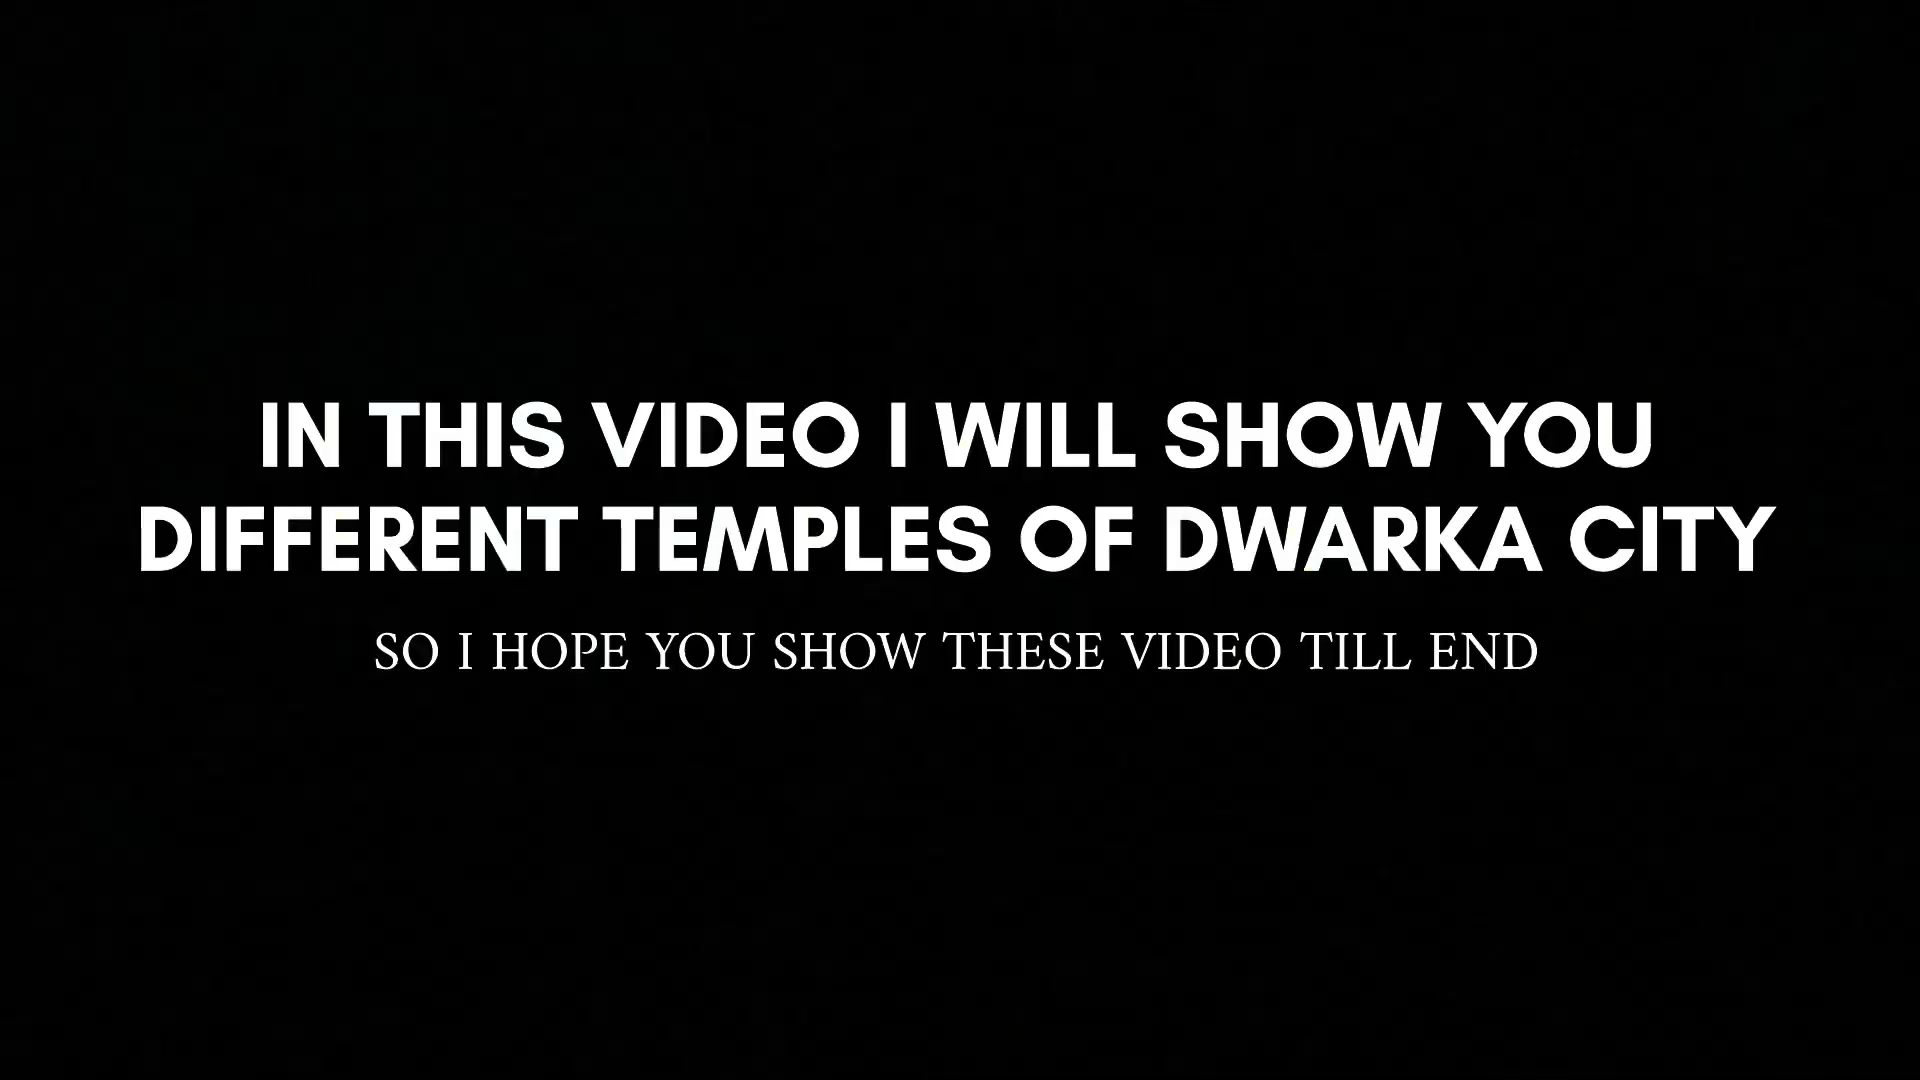 IN THIS VIDEO I WILL SHOW YOU
DIFFERENT TEMPLES OF DWARKA CITY
SO I HOPE YOU SHOW THESE VIDEO TILL END